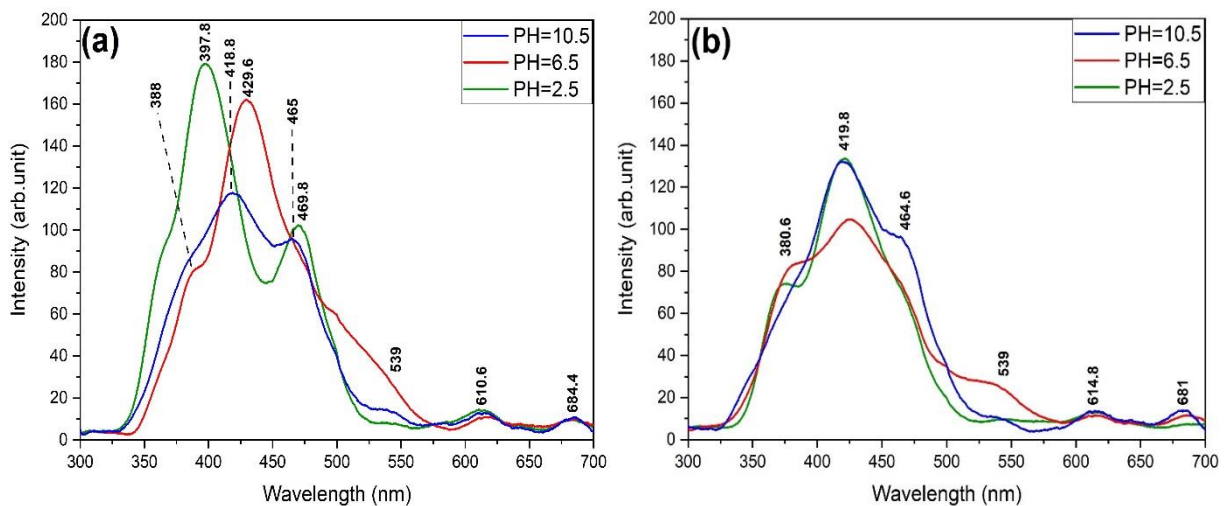 (a)
PH=10.5
PH=6.5
PH=2.5
388
397.8
418.8
429.6
465
469.8
539
610.6
684.4
200
180
160
140
120
100
80
60
40
20
0
Intensity (arb.unit)
300 350 400 450 500 550 600 650 700
Wavelength (nm)
(b)
PH=10.5
PH=6.5
PH=2.5
380.6
419.8
464.6
539
614.8
681
200
180
160
140
120
100
80
60
40
20
0
Intensity (arb.unit)
300 350 400 450 500 550 600 650 700
Wavelength (nm)